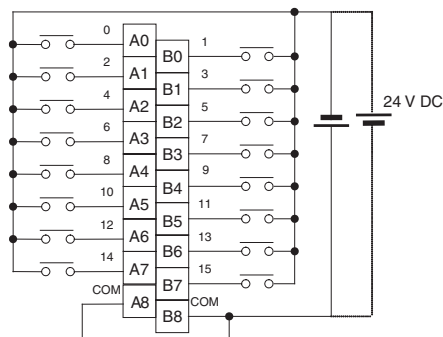 0 A0
B0 1
2 A1
B1 3
4 A2
B2 5
6 A3
B3 7
8 A4
B4 9
10 A5
B5 11
12 A6
B6 13
14 A7
B7 15
COM A8
B8 COM
24 V DC